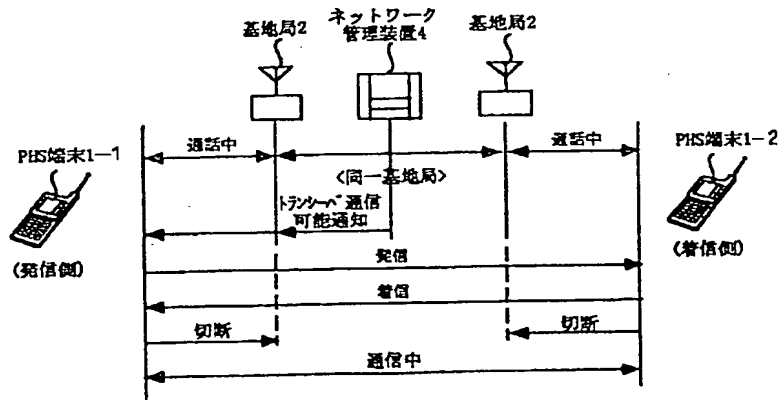 ネットワーク
管理装置4
基地局2
基地局2
通話中
通話中
PHS端末1-1
PHS端末1-2
<同一基地局>
トランシーバ通信
可能通知
(発信側)
(着信側)
発信
着信
切断
切断
通信中